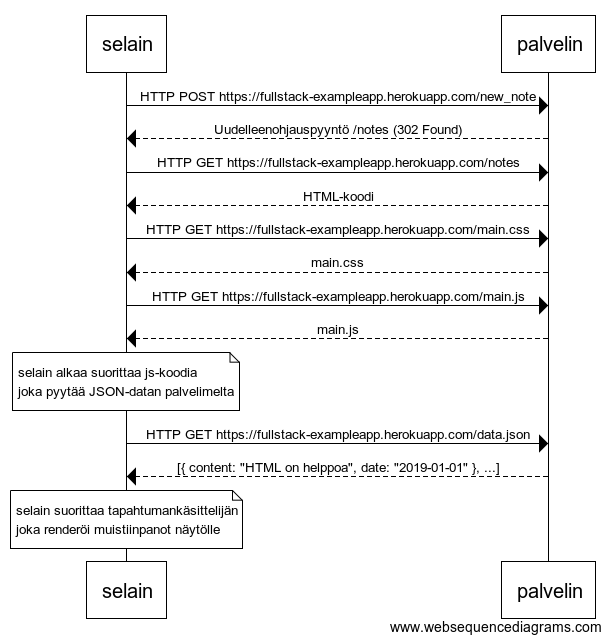 selain palvelin
HTTP POST https://fullstack-exampleapp.herokuapp.com/new_note
Uudelleenohjauspyyntö /notes (302 Found)
HTTP GET https://fullstack-exampleapp.herokuapp.com/notes
HTML-koodi
HTTP GET https://fullstack-exampleapp.herokuapp.com/main.css
main.css
HTTP GET https://fullstack-exampleapp.herokuapp.com/main.js
main.js
selain alkaa suorittaa js-koodia
joka pyytää JSON-datan palvelimelta
HTTP GET https://fullstack-exampleapp.herokuapp.com/data.json
[{ content: "HTML on helppoa", date: "2019-01-01" }, ...]
selain suorittaa tapahtumankäsittelijän
joka renderöi muistiinpanot näytölle
selain palvelin
www.websequencediagrams.com